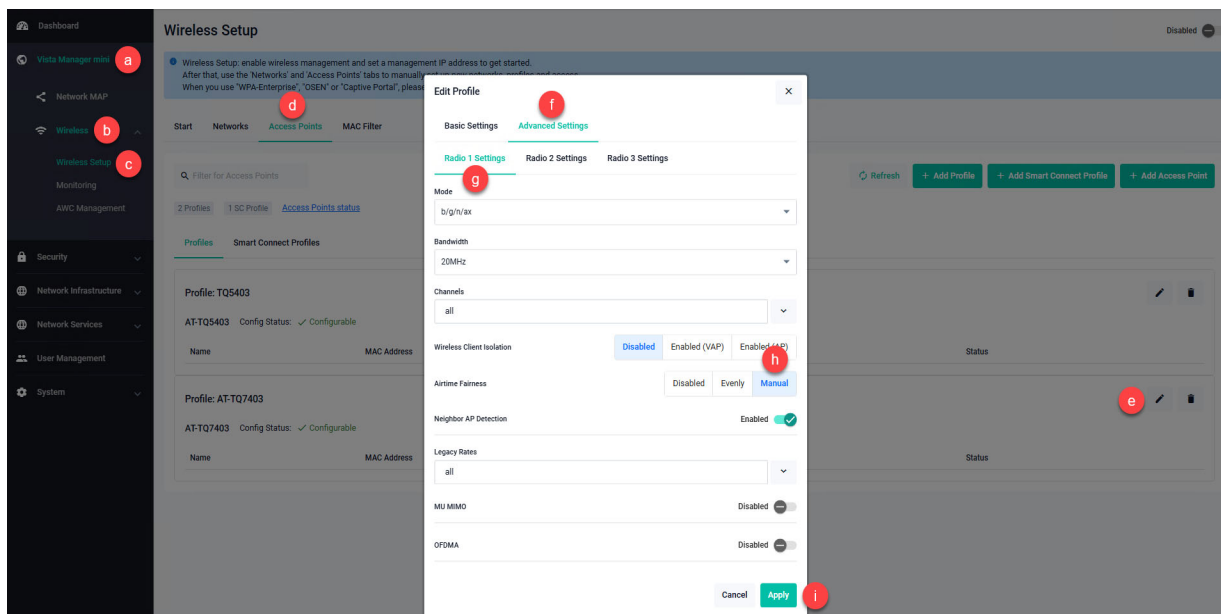 Dashboard
Vista Manager mini
a
Network MAP
Wireless
b
Wireless Setup
c
Monitoring
AWC Management
Security
Network Infrastructure
Network Services
User Management
System
Wireless Setup
Disabled
Wireless Setup: enable wireless management and set a management IP address to get started.
After that, use the 'Networks' and 'Access Points' tabs to manually
When you use "WPA-Enterprise", "OSEN" or "Captive Portal", please
d
Start Networks Access Points MAC Filter
Filter for Access Points
Refresh + Add Profile + Add Smart Connect Profile + Add Access Point
2 Profiles 1 SC Profile Access Points status
Profiles Smart Connect Profiles
Profile: TQ5403
AT-TQ5403 Config Status: ✓ Configurable
Name MAC Address Status
Profile: AT-TQ7403
e
AT-TQ7403 Config Status: ✓ Configurable
Name MAC Address Status
Edit Profile ×
f
Basic Settings Advanced Settings
Radio 1 Settings Radio 2 Settings Radio 3 Settings
g
Mode
b/g/n/ax
Bandwidth
20MHz
Channels
all
Wireless Client Isolation Disabled Enabled (VAP) Enabled (AP)
h
Airtime Fairness Disabled Evenly Manual
Neighbor AP Detection Enabled
Legacy Rates
all
MU MIMO Disabled
OFDMA Disabled
Cancel Apply
i